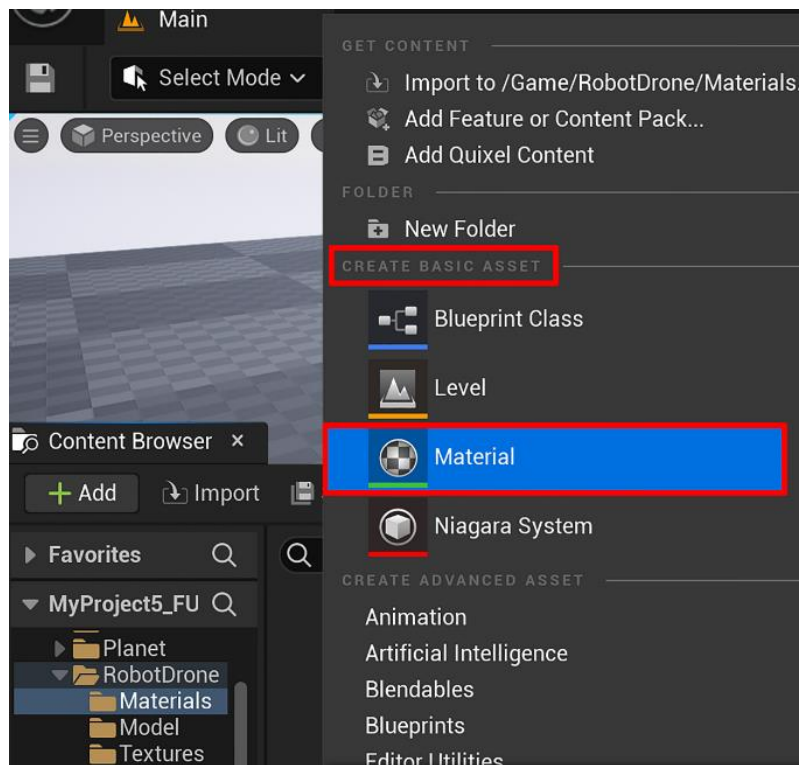 Main
Select Mode
Perspective
Lit
Content Browser
Add
Import
Favorites
MyProject5_FU
Planet
RobotDrone
Materials
Model
Textures
GET CONTENT
Import to /Game/RobotDrone/Materials.
Add Feature or Content Pack...
Add Quixel Content
FOLDER
New Folder
CREATE BASIC ASSET
Blueprint Class
Level
Material
Niagara System
CREATE ADVANCED ASSET
Animation
Artificial Intelligence
Blendables
Blueprints
Editor Utilities